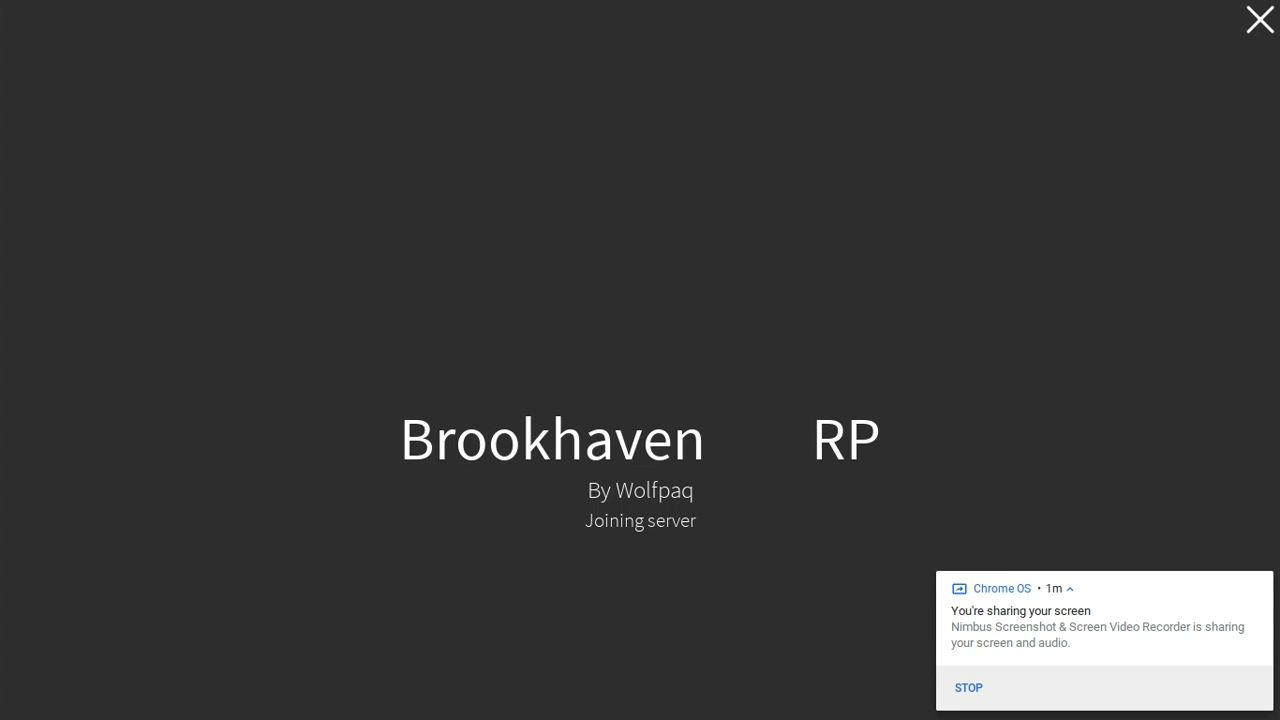 Brookhaven RP
By Wolfpaq
Joining server
Chrome OS • 1m
You're sharing your screen
Nimbus Screenshot & Screen Video Recorder is sharing
your screen and audio.
STOP